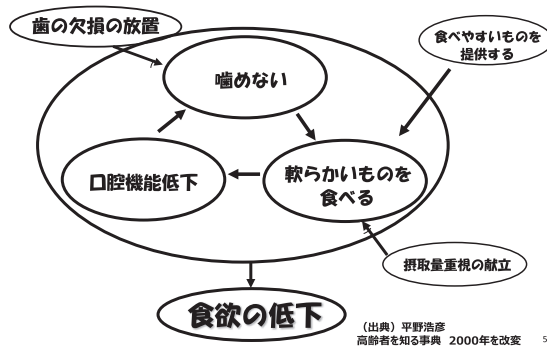 歯の欠損の放置
食べやすいものを
提供する
噛めない
口腔機能低下
軟らかいものを
食べる
摂取量重視の献立
食欲の低下
(出典)平野浩彦
高齢者を知る事典 2000年を改変
5